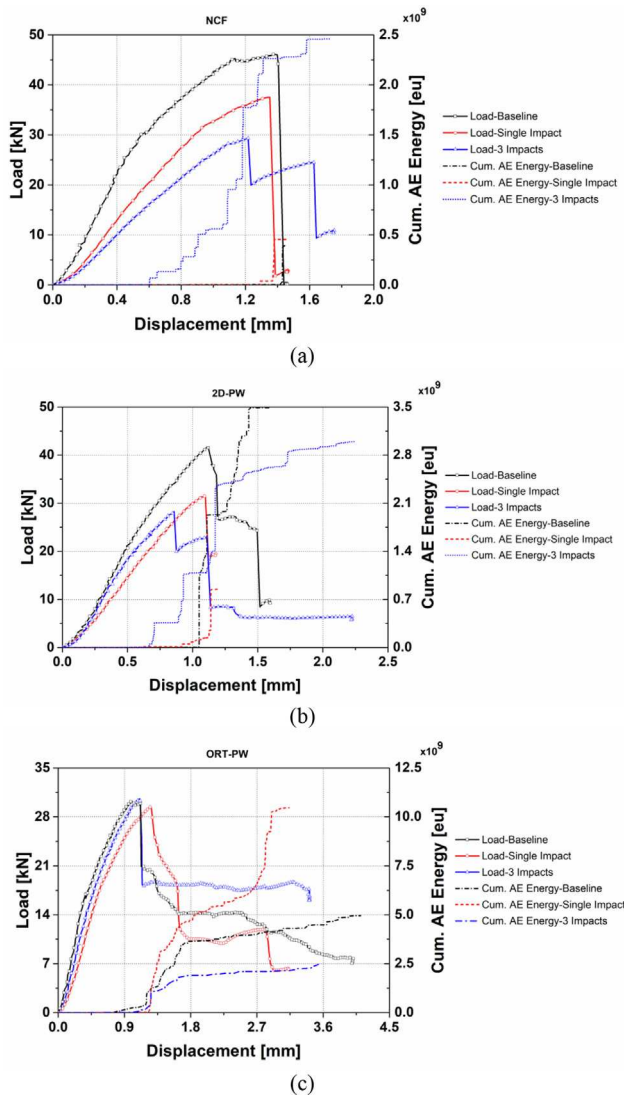 NCF
×10⁹
50
40
30
20
10
0
Load [kN]
2.5
2.0
1.5
1.0
0.5
0.0
Cum. AE Energy [eu]
0.0 0.4 0.8 1.2 1.6 2.0
Displacement [mm]
Load-Baseline
Load-Single Impact
Load-3 Impacts
Cum. AE Energy-Baseline
Cum. AE Energy-Single Impact
Cum. AE Energy-3 Impacts
(a)
2D-PW
×10⁹
50
40
30
20
10
0
Load [kN]
3.5
2.8
2.1
1.4
0.7
0.0
Cum. AE Energy [eu]
0.0 0.5 1.0 1.5 2.0 2.5
Displacement [mm]
Load-Baseline
Load-Single Impact
Load-3 Impacts
Cum. AE Energy-Baseline
Cum. AE Energy-Single Impact
Cum. AE Energy-3 Impacts
(b)
ORT-PW
×10⁹
35
28
21
14
7
0
Load [kN]
12.5
10.0
7.5
5.0
2.5
0.0
Cum. AE Energy [eu]
0.0 0.9 1.8 2.7 3.6 4.5
Displacement [mm]
Load-Baseline
Load-Single Impact
Load-3 Impacts
Cum. AE Energy-Baseline
Cum. AE Energy-Single Impact
Cum. AE Energy-3 Impacts
(c)